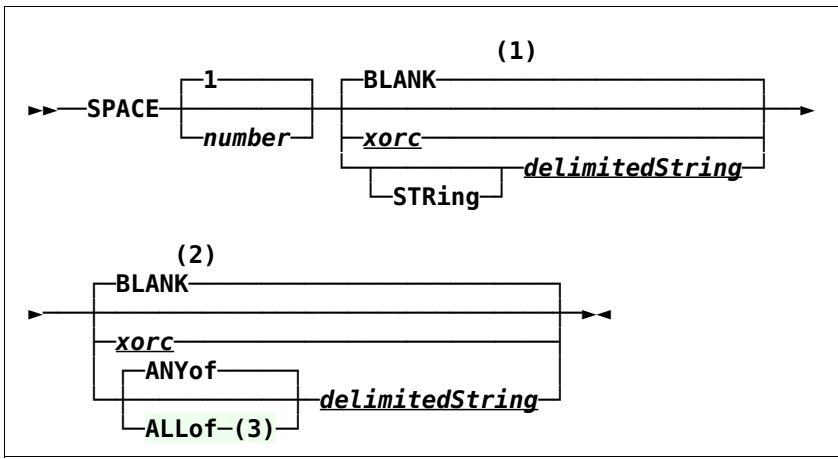 (1)
1 BLANK
SPACE
number xorc
delimitedString
STRing
(2)
BLANK
xorc
ANYof
delimitedString
ALLof (3)